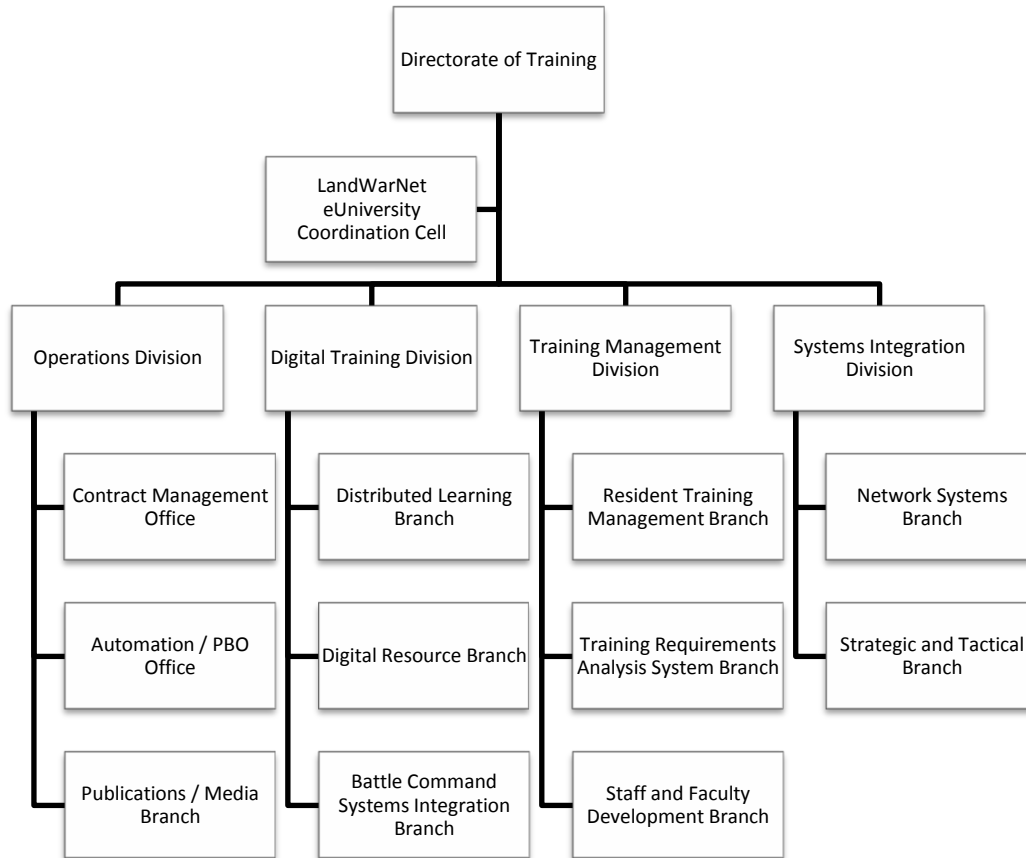 Directorate of Training
LandWarNet
eUniversity
Coordination Cell
Operations Division
Digital Training Division
Training Management
Division
Systems Integration
Division
Contract Management
Office
Distributed Learning
Branch
Resident Training
Management Branch
Network Systems
Branch
Automation / PBO
Office
Digital Resource Branch
Training Requirements
Analysis System Branch
Strategic and Tactical
Branch
Publications / Media
Branch
Battle Command
Systems Integration
Branch
Staff and Faculty
Development Branch